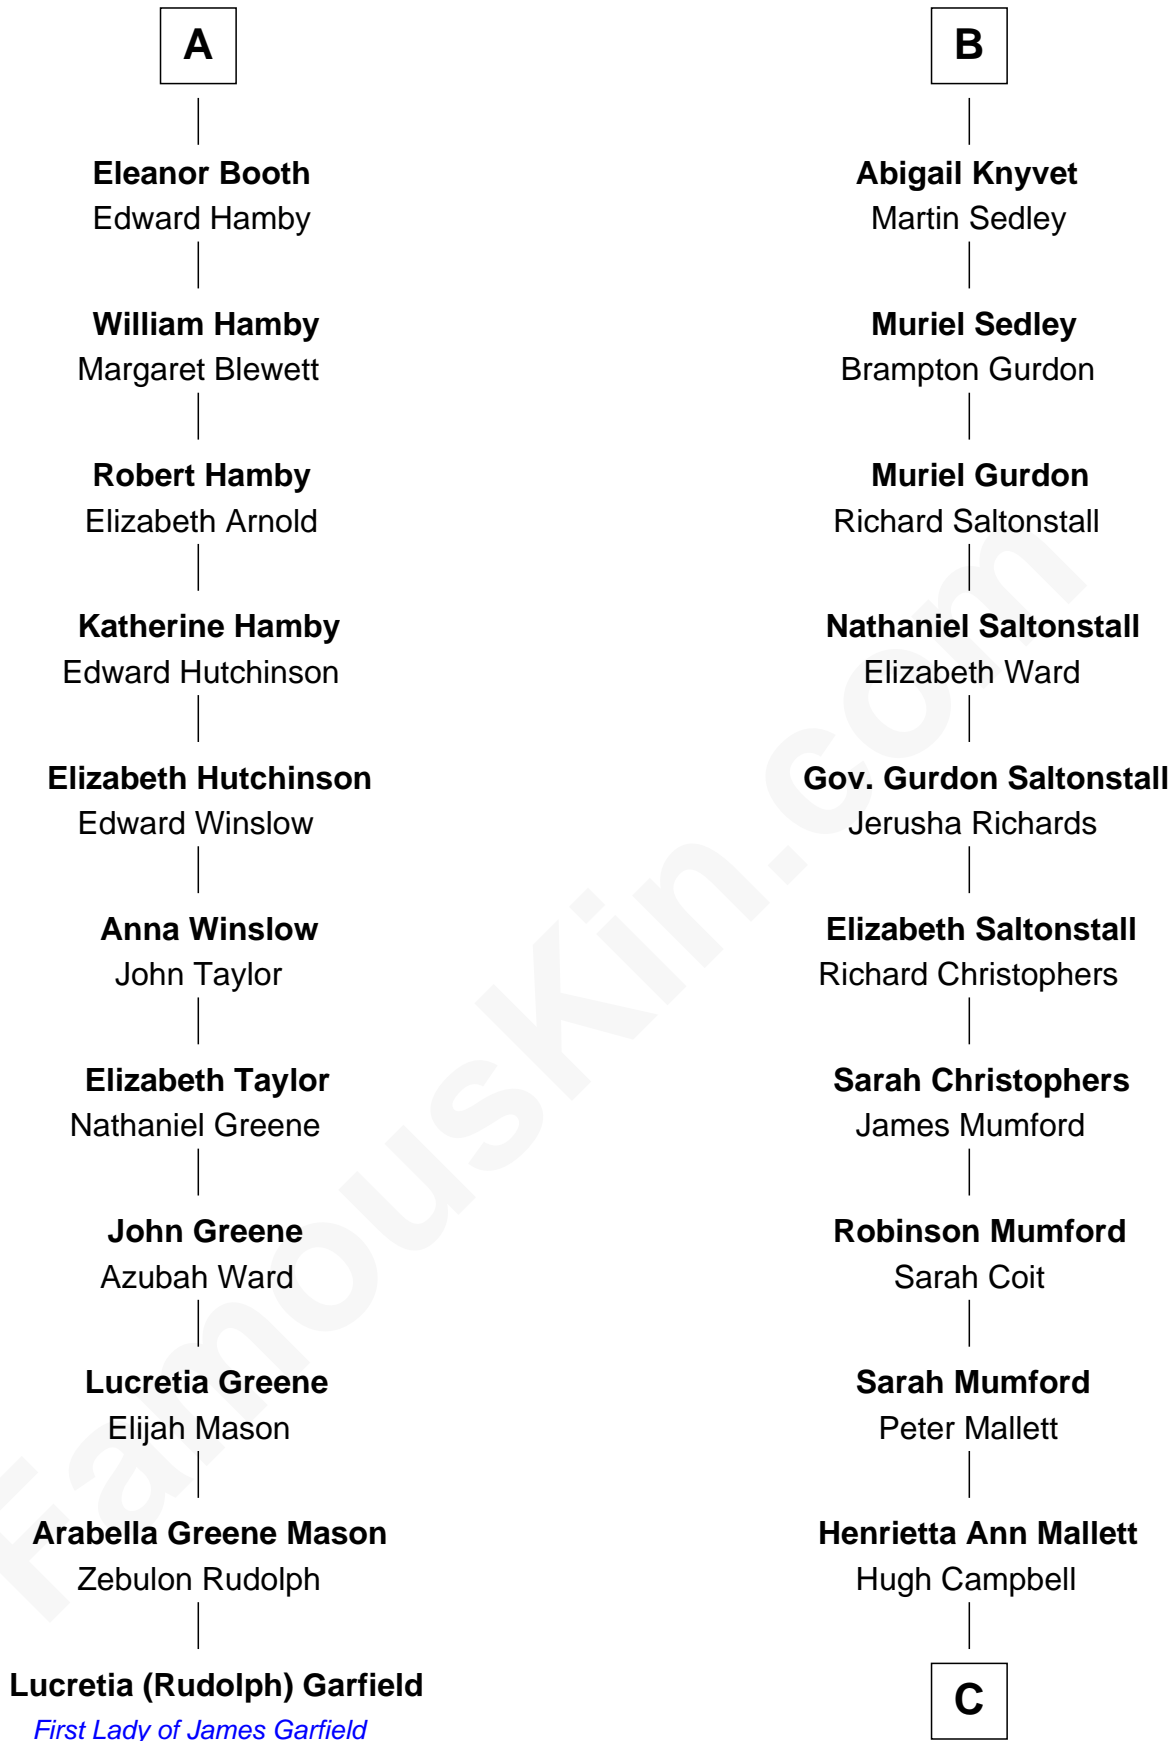 A
Eleanor Booth
Edward Hamby
William Hamby
Margaret Blewett
Robert Hamby
Elizabeth Arnold
Katherine Hamby
Edward Hutchinson
Elizabeth Hutchinson
Edward Winslow
Anna Winslow
John Taylor
Elizabeth Taylor
Nathaniel Greene
John Greene
Azubah Ward
Lucretia Greene
Elijah Mason
Arabella Greene Mason
Zebulon Rudolph
Lucretia (Rudolph) Garfield
First Lady of James Garfield
B
Abigail Knyvet
Martin Sedley
Muriel Sedley
Brampton Gurdon
Muriel Gurdon
Richard Saltonstall
Nathaniel Saltonstall
Elizabeth Ward
Gov. Gurdon Saltonstall
Jerusha Richards
Elizabeth Saltonstall
Richard Christophers
Sarah Christophers
James Mumford
Robinson Mumford
Sarah Coit
Sarah Mumford
Peter Mallett
Henrietta Ann Mallett
Hugh Campbell
C
FamousKin.com